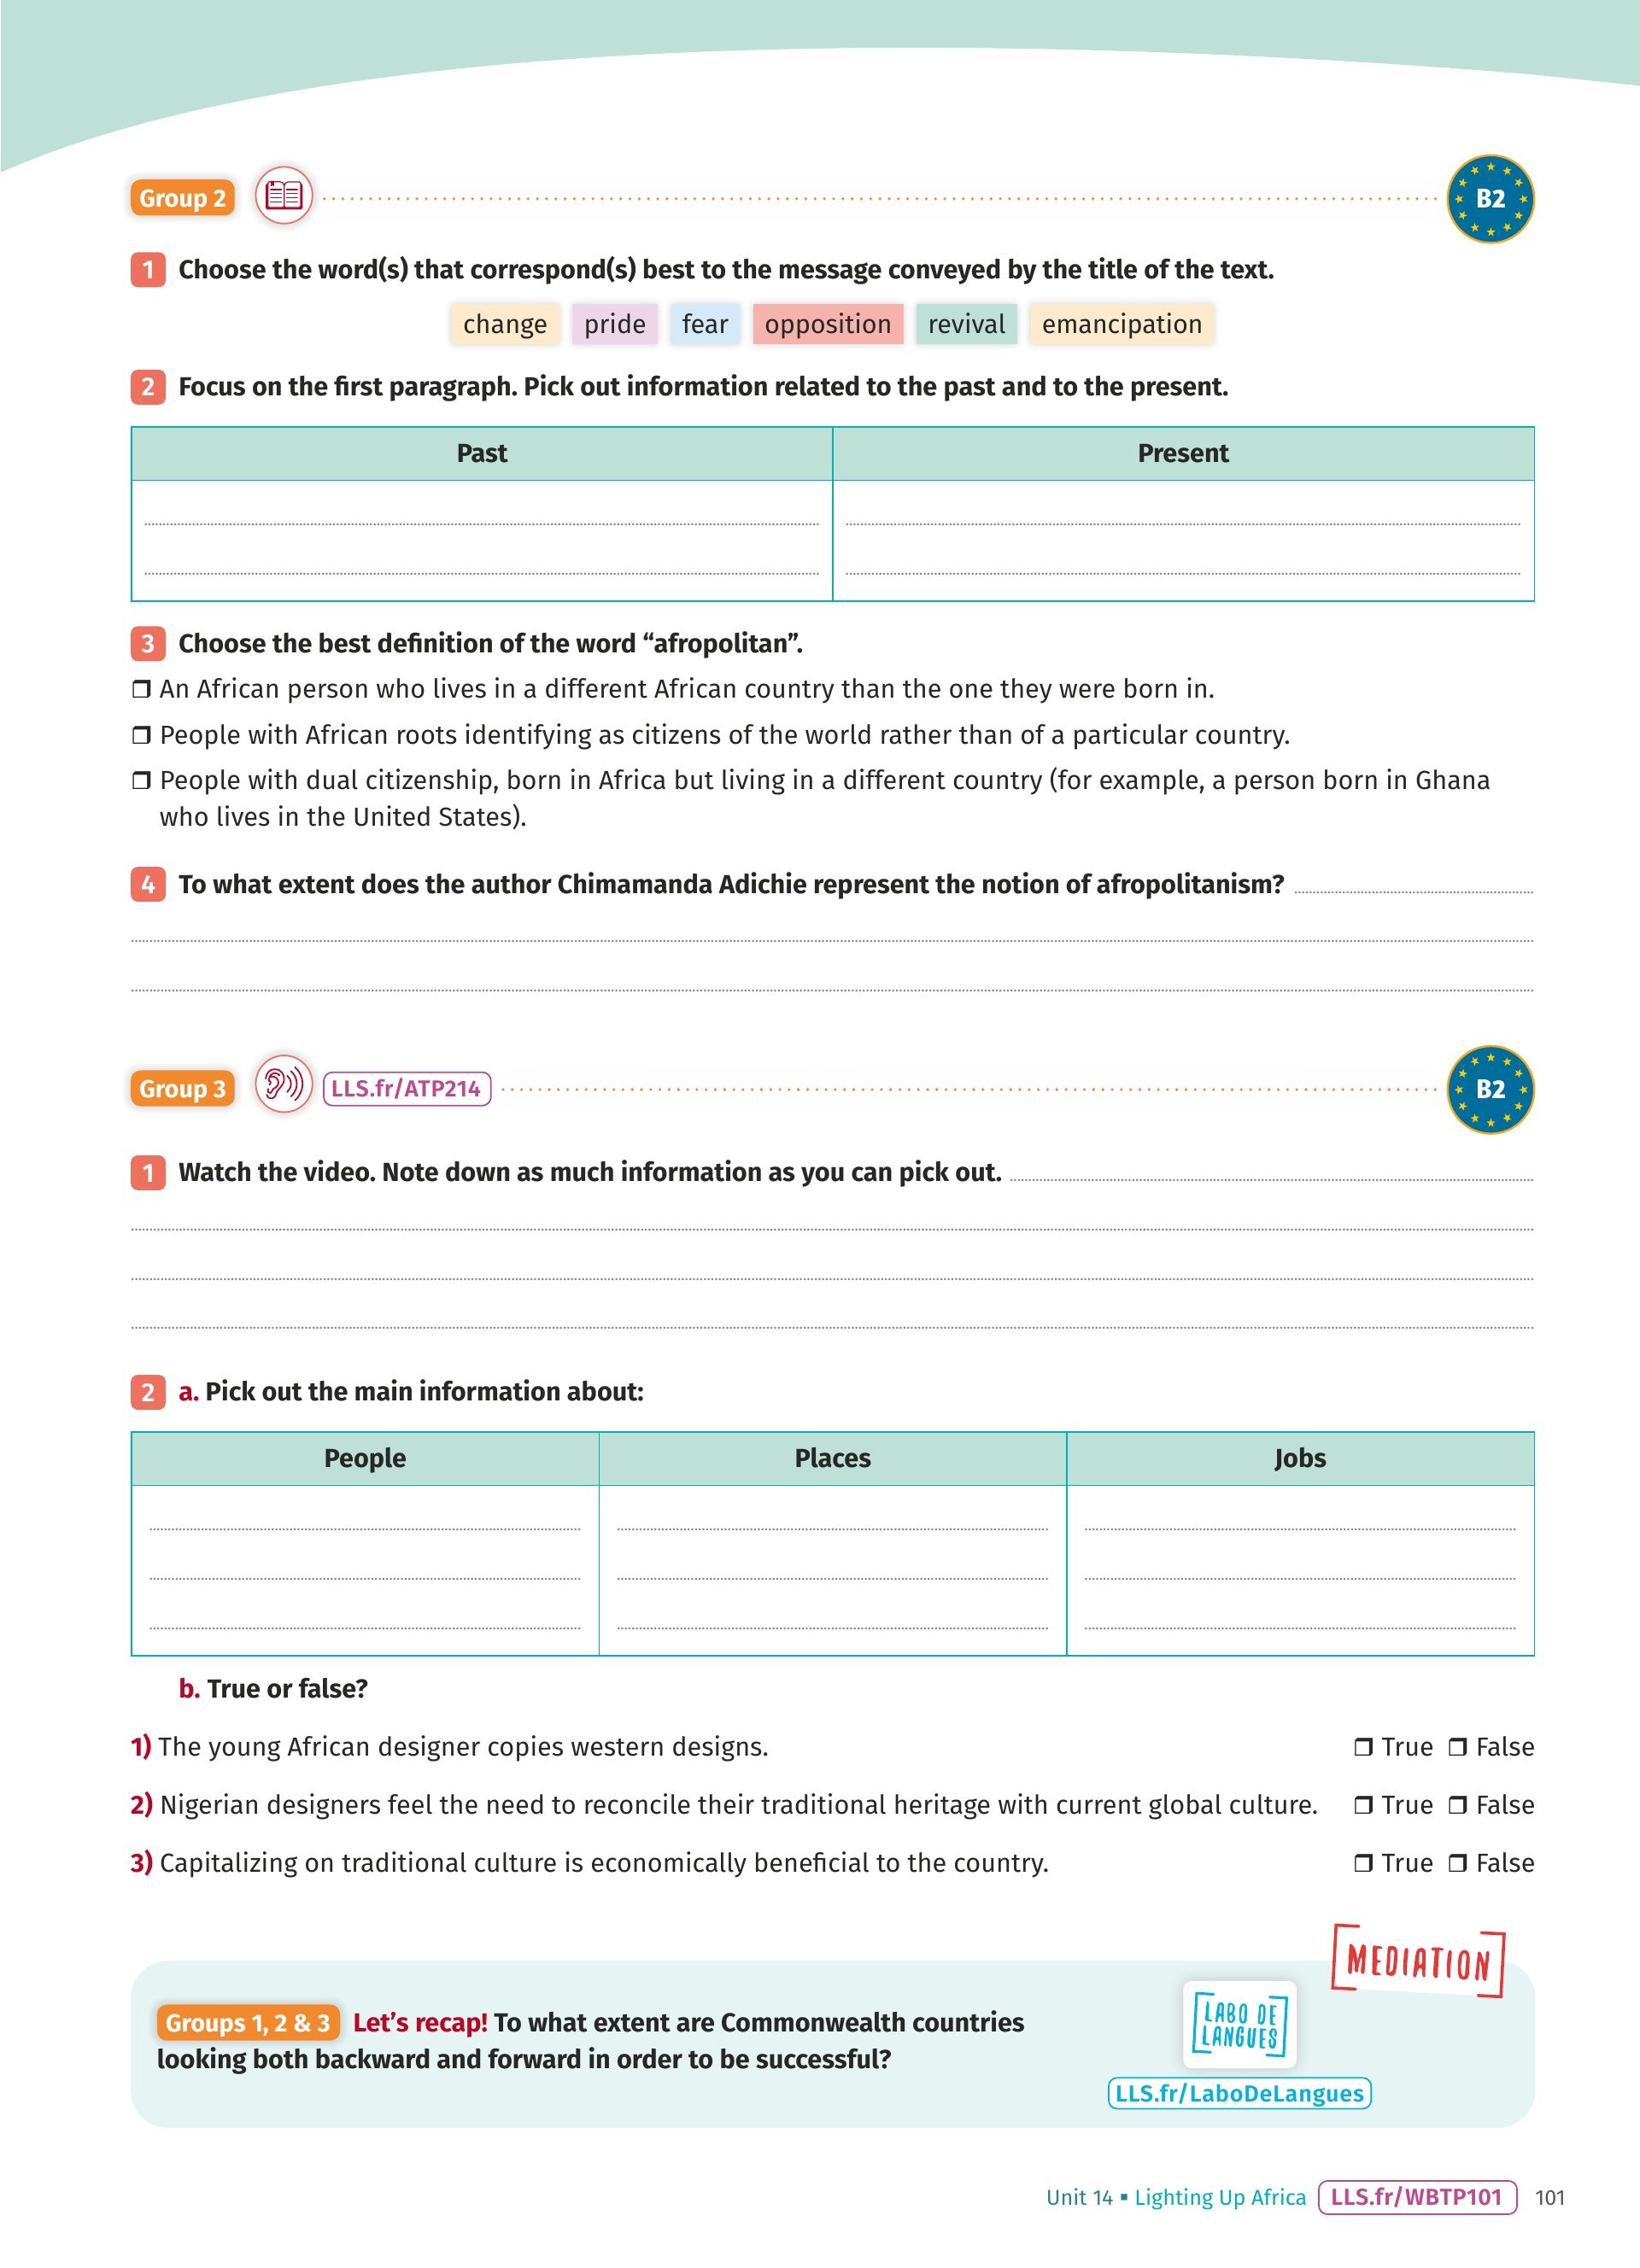 Group 2
B2
1 Choose the word(s) that correspond(s) best to the message conveyed by the title of the text.
change pride fear opposition revival emancipation
2 Focus on the first paragraph. Pick out information related to the past and to the present.
Past Present
3 Choose the best definition of the word “afropolitan”.
❒ An African person who lives in a different African country than the one they were born in.
❒ People with African roots identifying as citizens of the world rather than of a particular country.
❒ People with dual citizenship, born in Africa but living in a different country (for example, a person born in Ghana
who lives in the United States).
4 To what extent does the author Chimamanda Adichie represent the notion of afropolitanism?
Group 3 LLS.fr/ATP214
B2
1 Watch the video. Note down as much information as you can pick out.
2 a. Pick out the main information about:
People Places Jobs
b. True or false?
1) The young African designer copies western designs. ❒ True ❒ False
2) Nigerian designers feel the need to reconcile their traditional heritage with current global culture. ❒ True ❒ False
3) Capitalizing on traditional culture is economically beneficial to the country. ❒ True ❒ False
MEDIATION
Groups 1, 2 & 3 Let’s recap! To what extent are Commonwealth countries
looking both backward and forward in order to be successful?
LABO DE
LANGUES
LLS.fr/LaboDeLangues
Unit 14 ▪ Lighting Up Africa LLS.fr/WBTP101 101